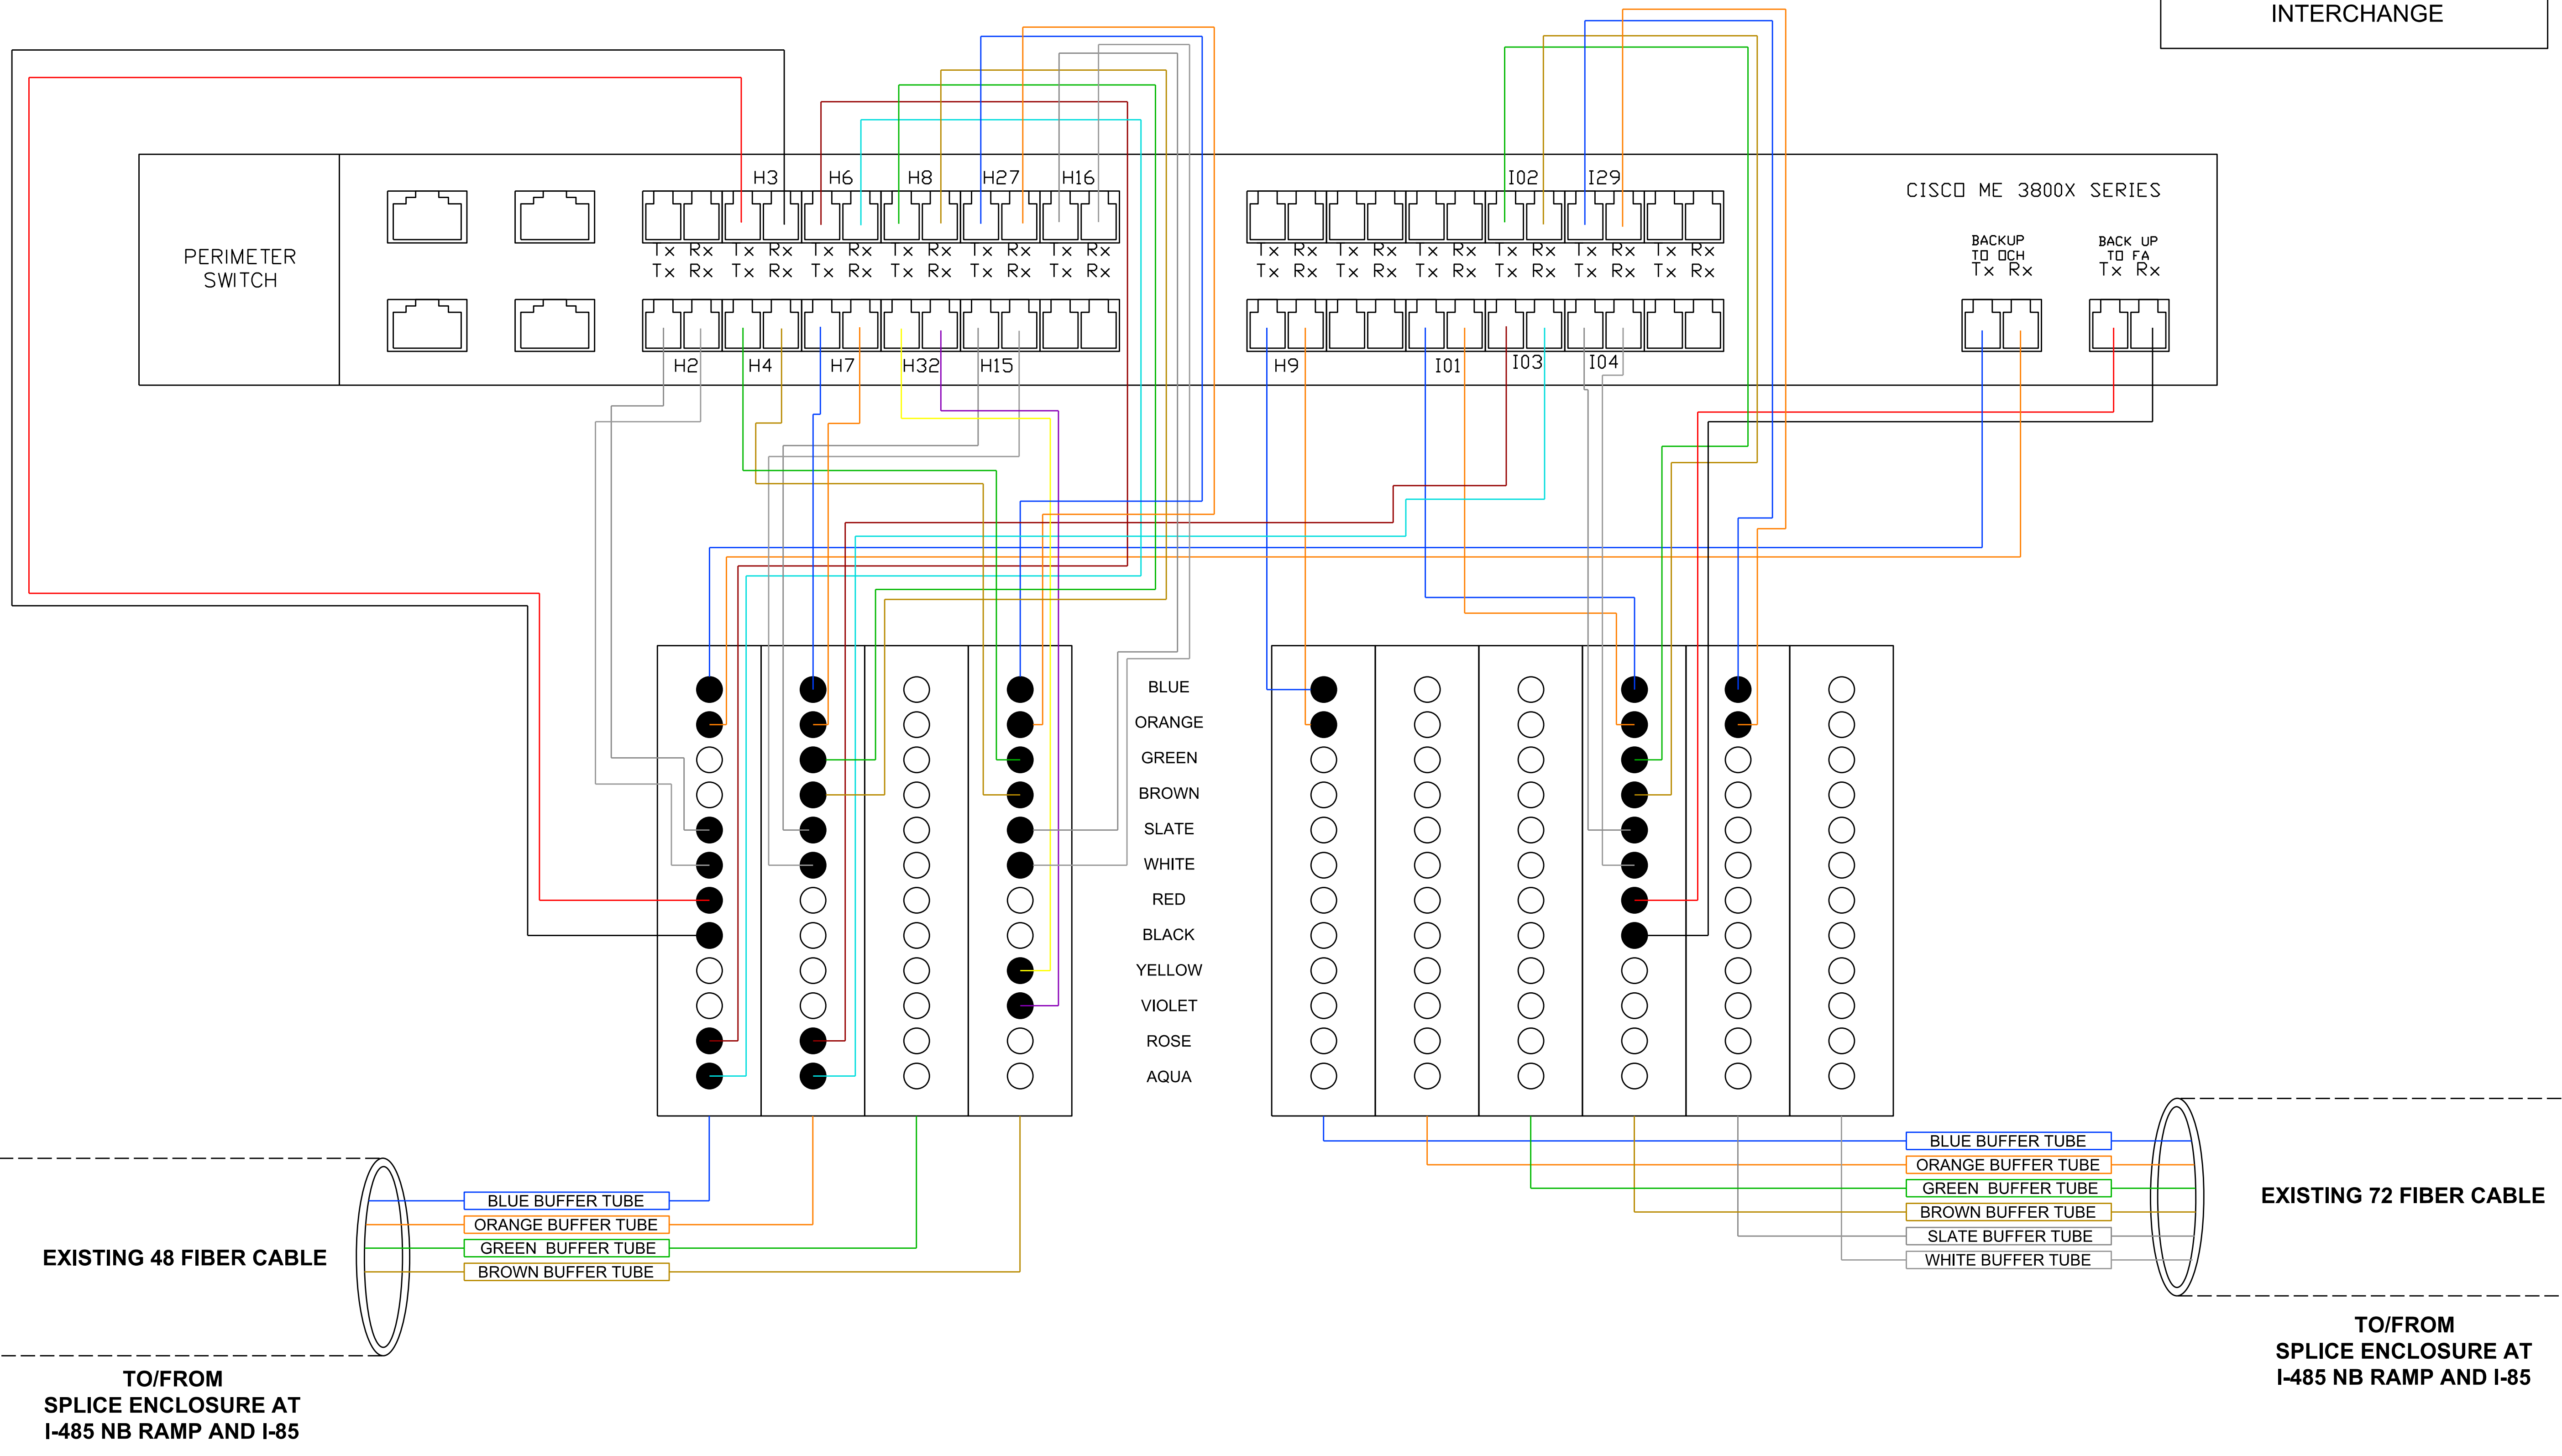 INTERCHANGE
H3 H6 H8 H27 H16
I02 I29
CISCO ME 3800X SERIES
PERIMETER
SWITCH
Tx Rx Tx Rx Tx Rx Tx Rx Tx Rx Tx Rx
Tx Rx Tx Rx Tx Rx Tx Rx Tx Rx Tx Rx
Tx Rx Tx Rx Tx Rx Tx Rx Tx Rx Tx Rx
Tx Rx Tx Rx Tx Rx Tx Rx Tx Rx Tx Rx
BACKUP
TO OCH
Tx Rx
BACK UP
TO FA
Tx Rx
H2 H4 H7 H32 H15
H9 I01 I03 I04
BLUE
ORANGE
GREEN
BROWN
SLATE
WHITE
RED
BLACK
YELLOW
VIOLET
ROSE
AQUA
BLUE BUFFER TUBE
ORANGE BUFFER TUBE
GREEN BUFFER TUBE
BROWN BUFFER TUBE
EXISTING 48 FIBER CABLE
TO/FROM
SPLICE ENCLOSURE AT
I-485 NB RAMP AND I-85
BLUE BUFFER TUBE
ORANGE BUFFER TUBE
GREEN BUFFER TUBE
BROWN BUFFER TUBE
SLATE BUFFER TUBE
WHITE BUFFER TUBE
EXISTING 72 FIBER CABLE
TO/FROM
SPLICE ENCLOSURE AT
I-485 NB RAMP AND I-85